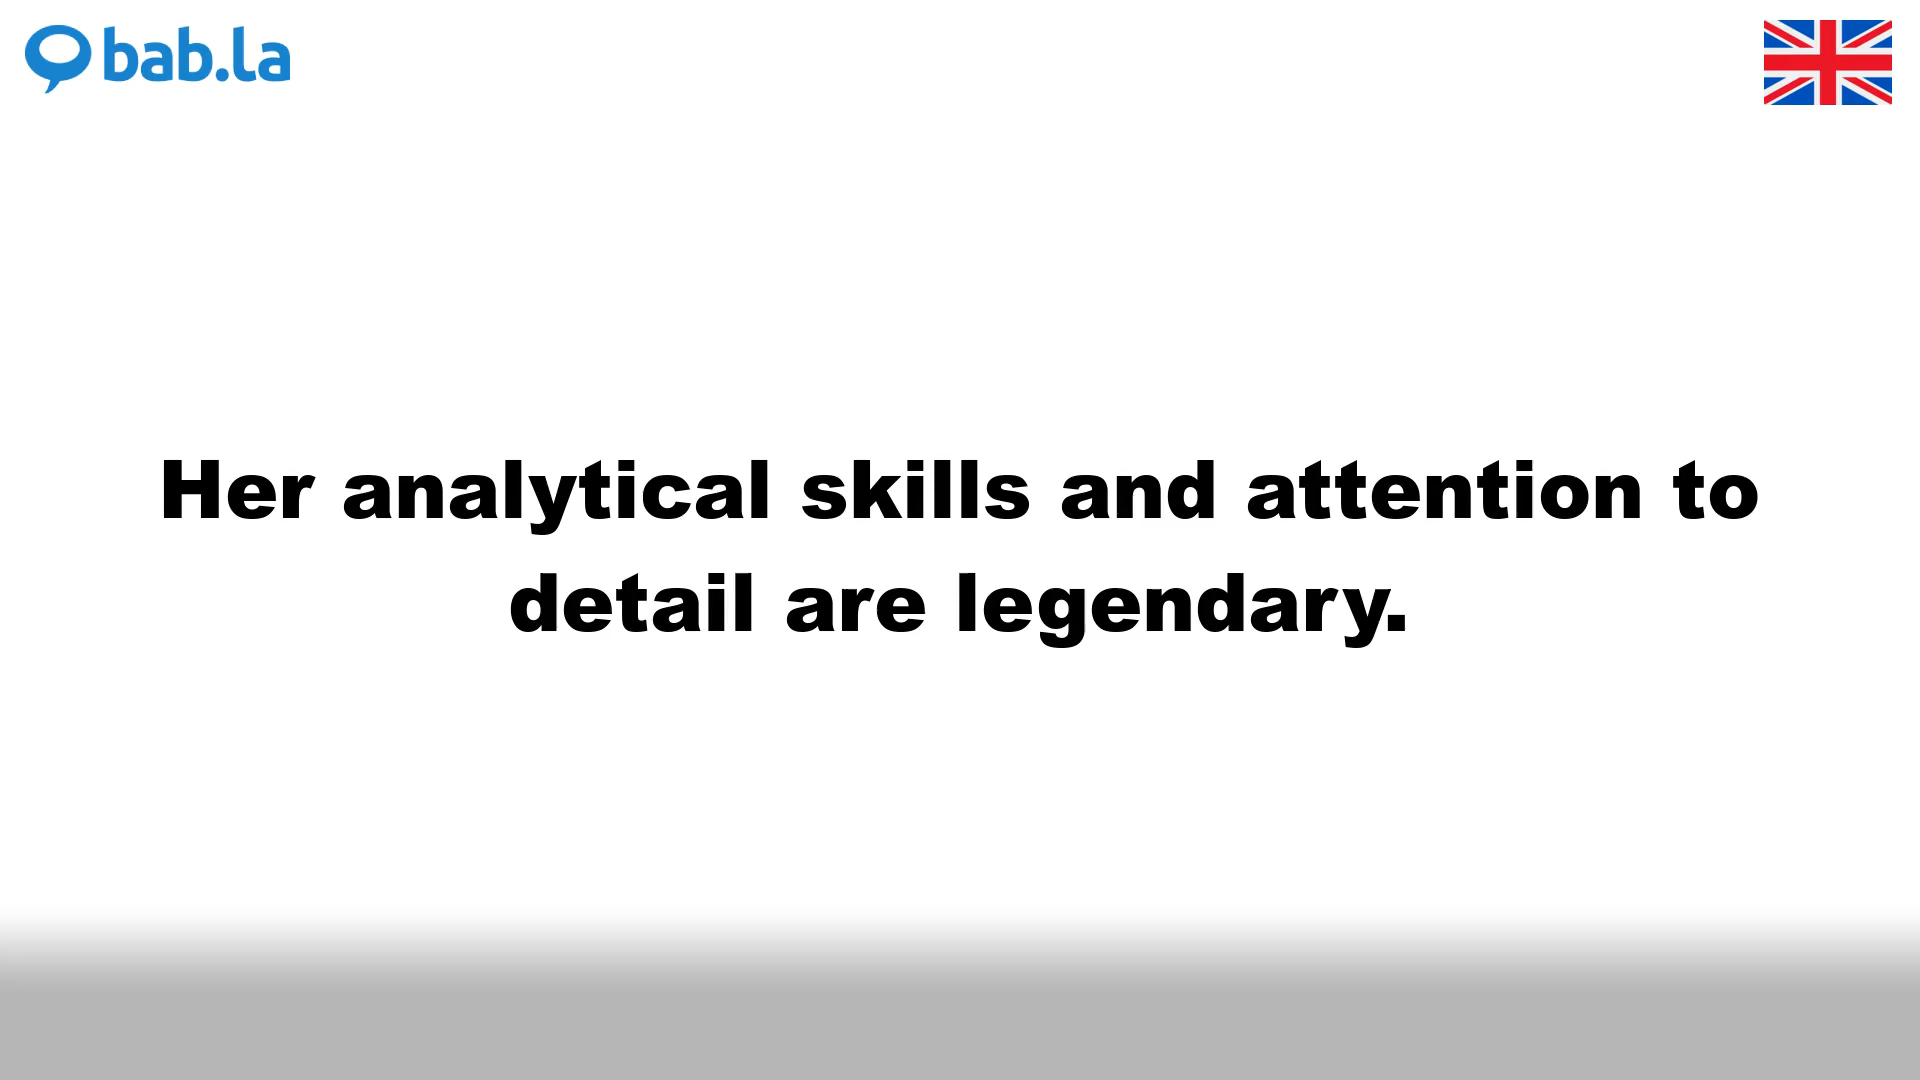 bab.la
Her analytical skills and attention to
detail are legendary.